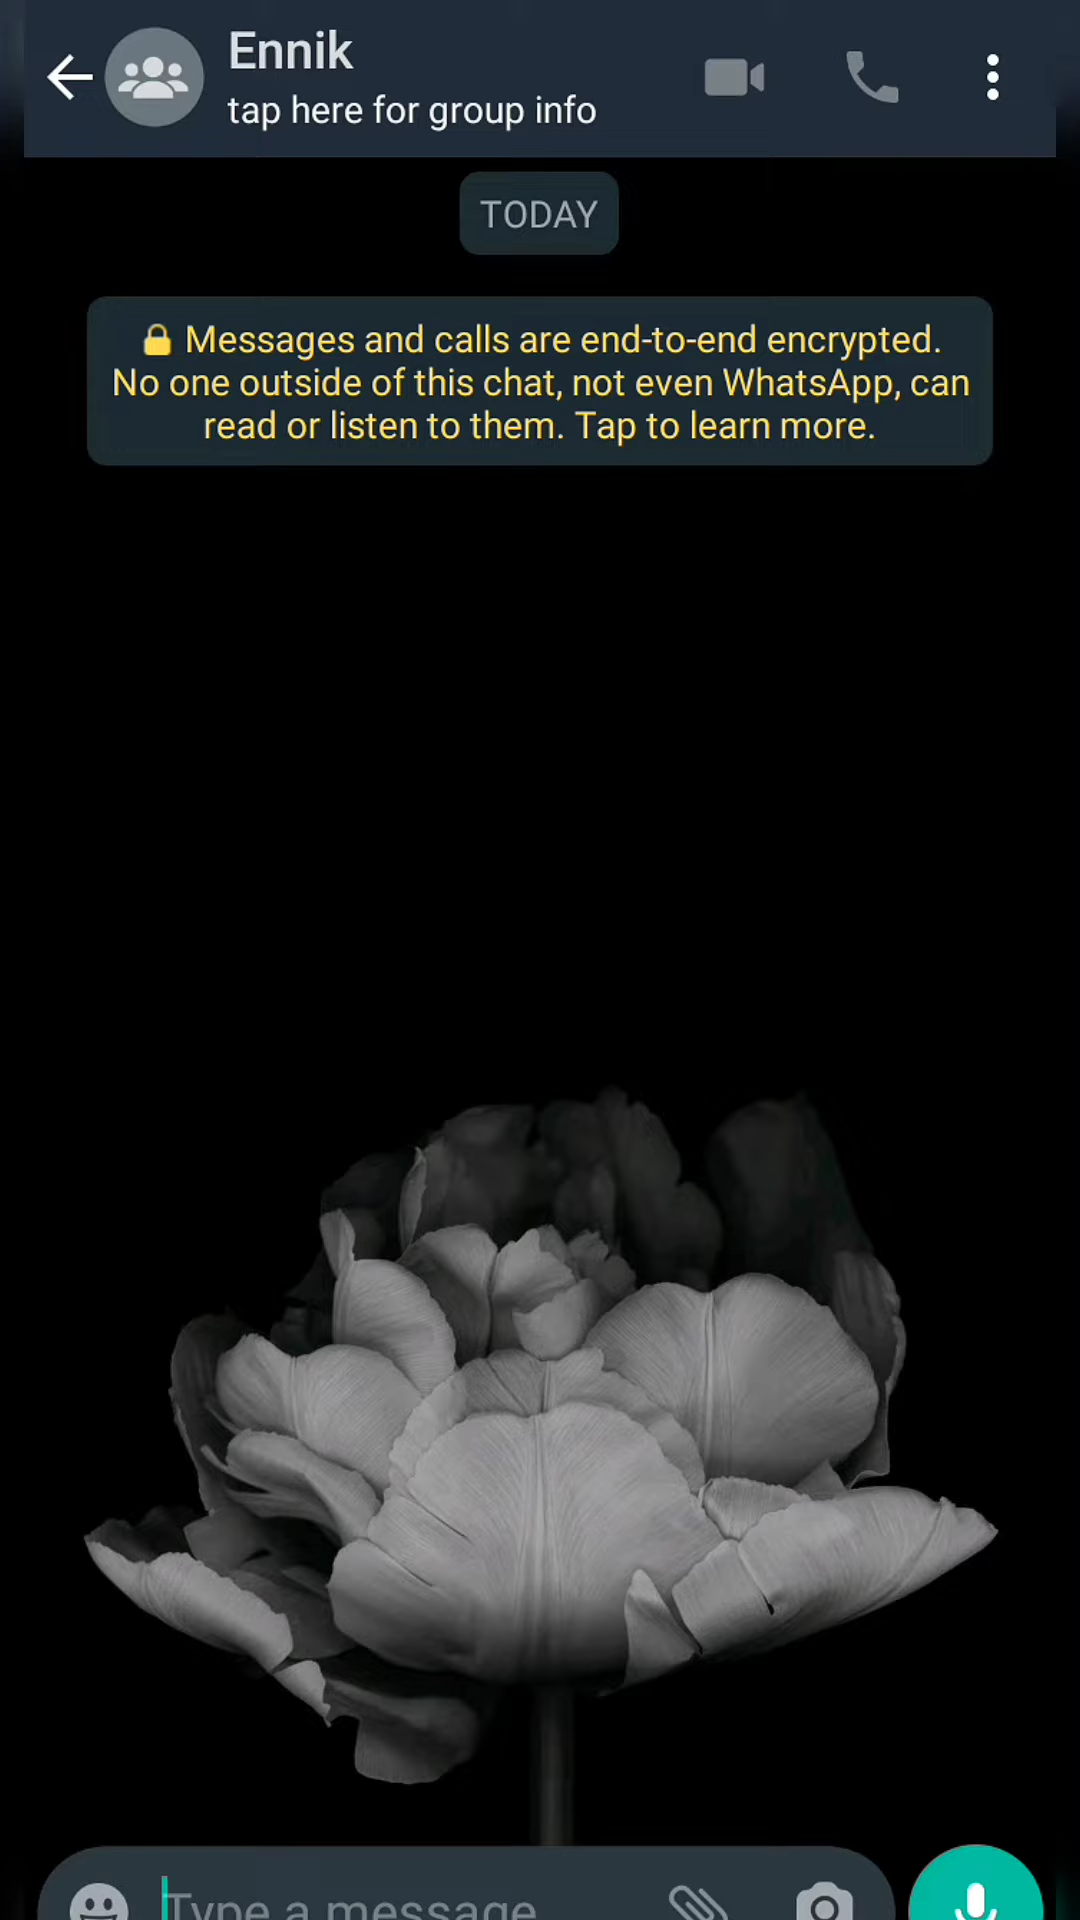 Ennik
tap here for group info
TODAY
🔒 Messages and calls are end-to-end encrypted.
No one outside of this chat, not even WhatsApp, can
read or listen to them. Tap to learn more.
Type a message